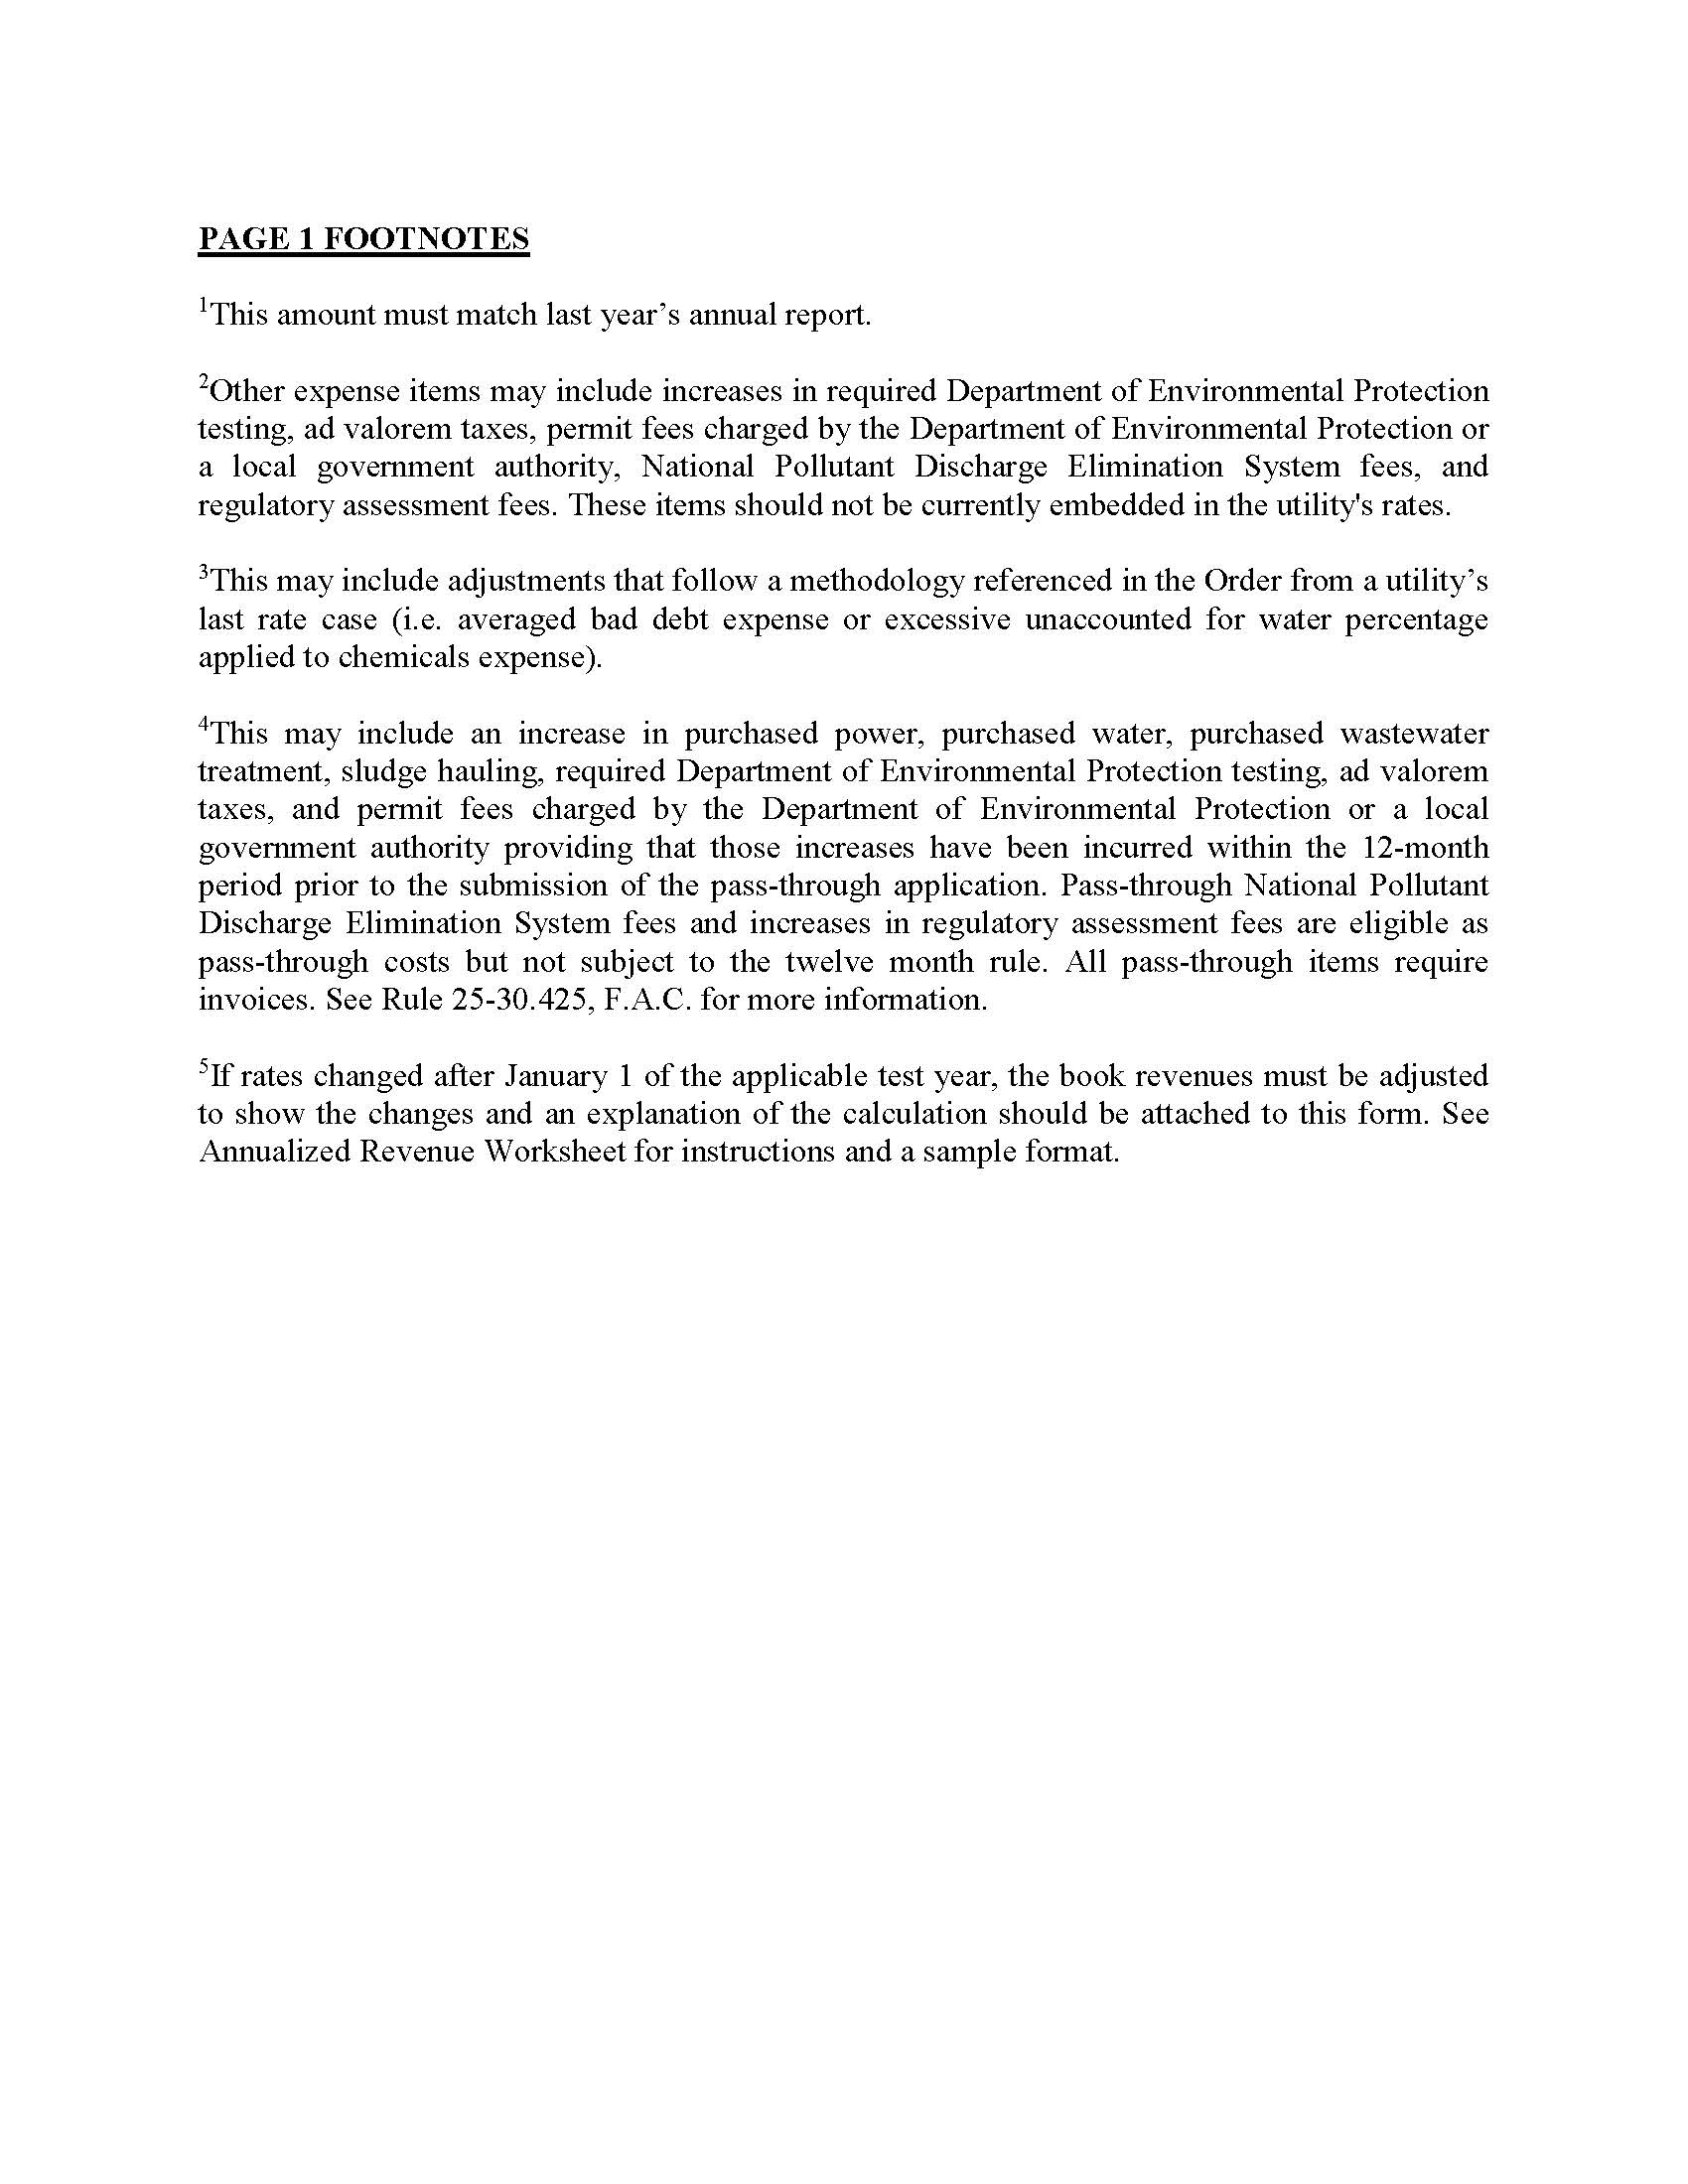 PAGE 1 FOOTNOTES
¹This amount must match last year’s annual report.
²Other expense items may include increases in required Department of Environmental Protection
testing, ad valorem taxes, permit fees charged by the Department of Environmental Protection or
a local government authority, National Pollutant Discharge Elimination System fees, and
regulatory assessment fees. These items should not be currently embedded in the utility's rates.
³This may include adjustments that follow a methodology referenced in the Order from a utility’s
last rate case (i.e. averaged bad debt expense or excessive unaccounted for water percentage
applied to chemicals expense).
⁴This may include an increase in purchased power, purchased water, purchased wastewater
treatment, sludge hauling, required Department of Environmental Protection testing, ad valorem
taxes, and permit fees charged by the Department of Environmental Protection or a local
government authority providing that those increases have been incurred within the 12-month
period prior to the submission of the pass-through application. Pass-through National Pollutant
Discharge Elimination System fees and increases in regulatory assessment fees are eligible as
pass-through costs but not subject to the twelve month rule. All pass-through items require
invoices. See Rule 25-30.425, F.A.C. for more information.
⁵If rates changed after January 1 of the applicable test year, the book revenues must be adjusted
to show the changes and an explanation of the calculation should be attached to this form. See
Annualized Revenue Worksheet for instructions and a sample format.